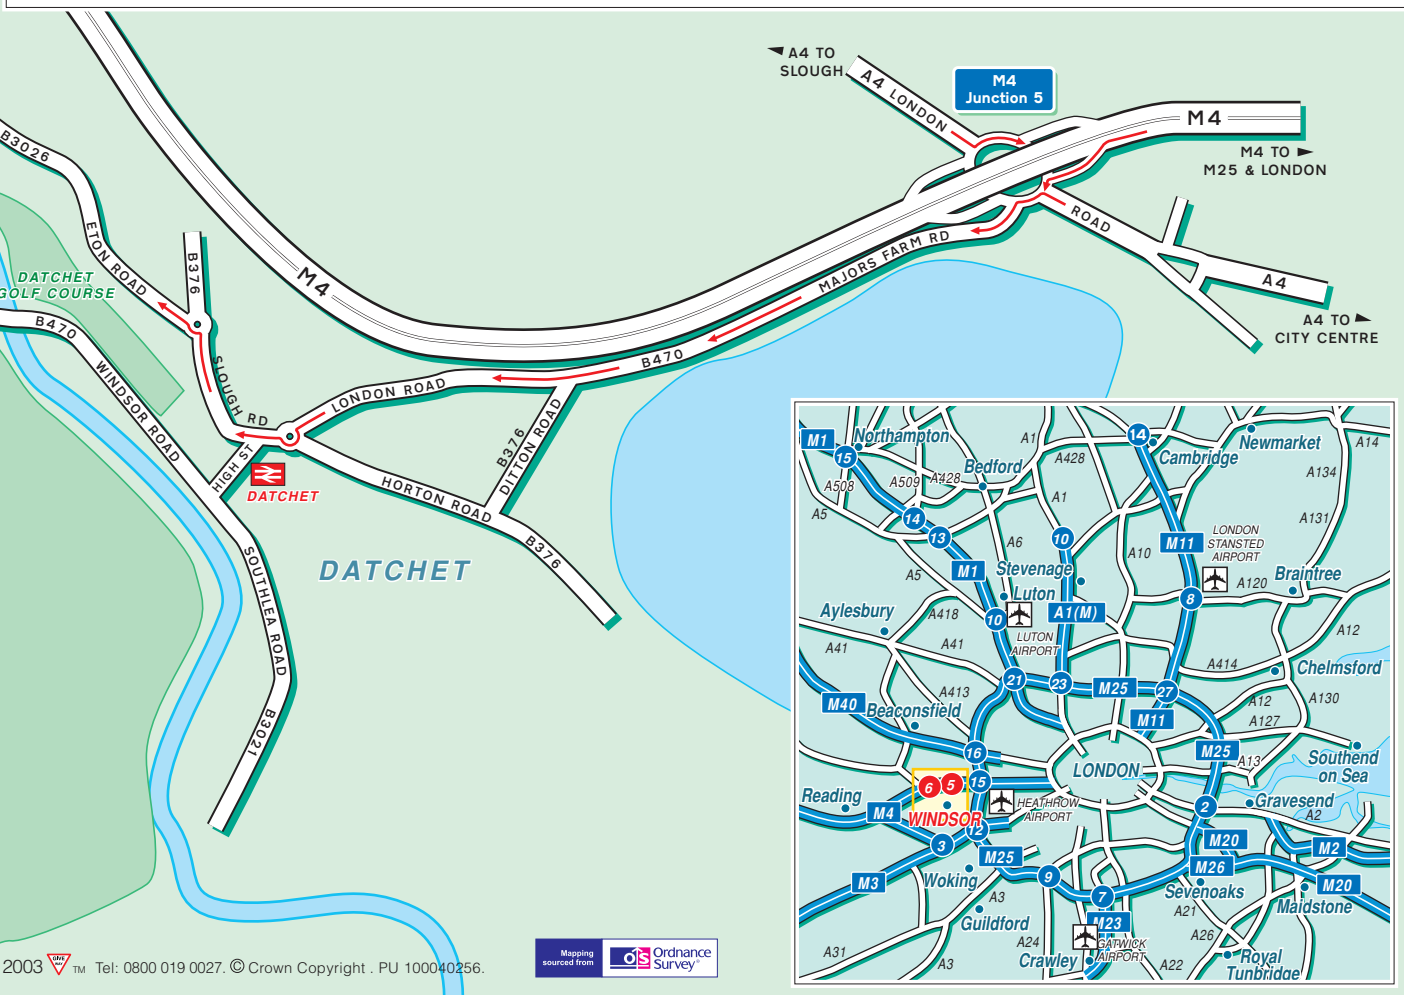 A4 TO
SLOUGH
A4 LONDON
M4
Junction 5
M4
M4 TO
M25 & LONDON
ROAD
A4
A4 TO
CITY CENTRE
MAJORS FARM RD
B470
B3026
ETON ROAD
B376
M4
DATCHET
GOLF COURSE
B470
WINDSOR ROAD
SLOUGH RD
LONDON ROAD
HIGH ST
DATCHET
HORTON ROAD
B376
DITTON ROAD
B376
DATCHET
SOUTHLEA ROAD
B3021
2003 GIVE WAY TM Tel: 0800 019 0027. © Crown Copyright . PU 100040256.
Mapping
sourced from
OS
Ordnance
Survey®
M1
15
Northampton
A1
14
Newmarket
A14
Cambridge
A428
Bedford
A508
A509
A428
A134
A5
A1
14
13
A6
10
A10
M11
LONDON
STANSTED
AIRPORT
A131
A5
M1
Stevenage
Luton
A120
Braintree
8
Aylesbury
A418
10
A1(M)
LUTON
AIRPORT
A12
A41
A41
A414
Chelmsford
21
23
M25
27
A413
M40
Beaconsfield
M11
A12
A130
A127
16
M25
Southend
on Sea
LONDON
A13
6
5
15
Reading
M4
WINDSOR
HEATHROW
AIRPORT
2
Gravesend
A2
12
3
M25
M20
M2
M26
M3
Woking
9
7
Sevenoaks
M20
Maidstone
A3
Guildford
M23
A21
A24
GATWICK
AIRPORT
A26
A31
A3
Crawley
A22
Royal
Tunbridge